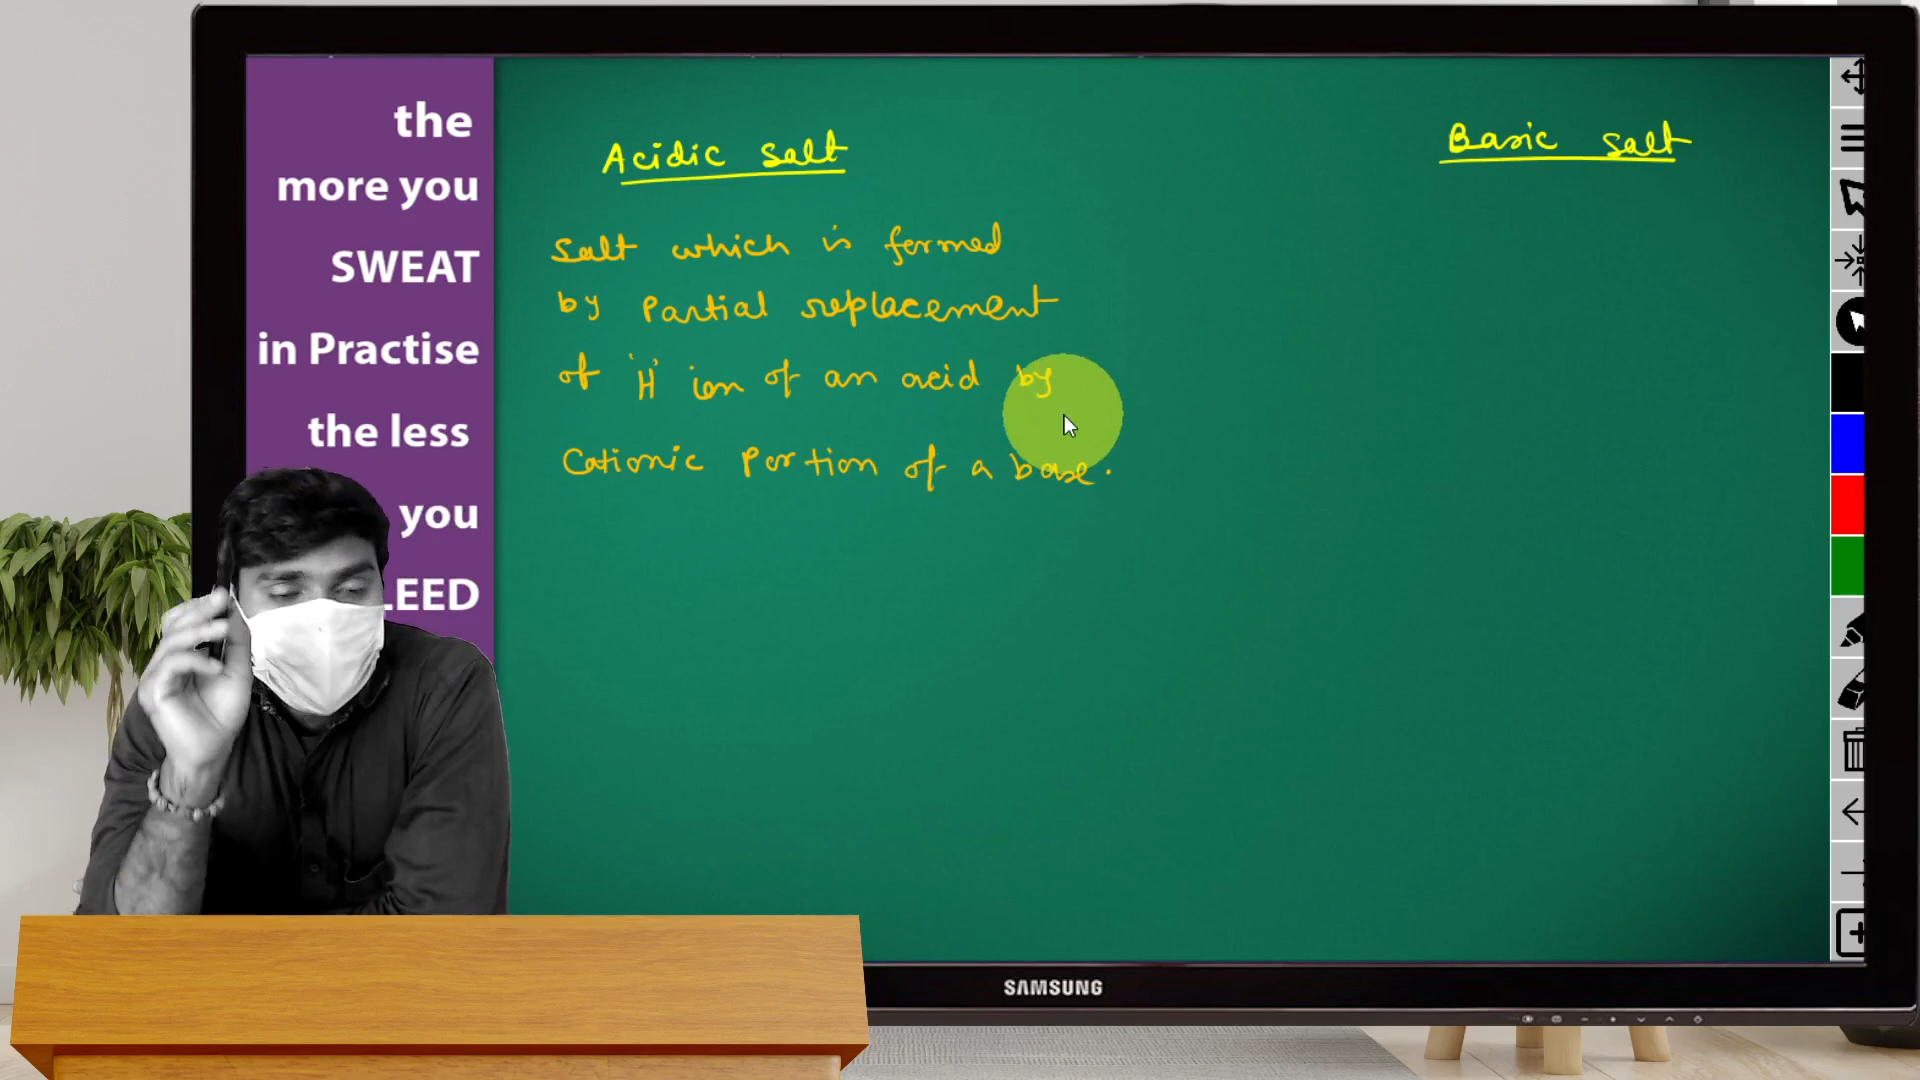 the
more you
SWEAT
in Practise
the less
you
LEED
Acidic salt
Salt which is formed
by Partial replacement
of 'H' ion of an acid by
Cationic Portion of a base.
Basic salt
SAMSUNG